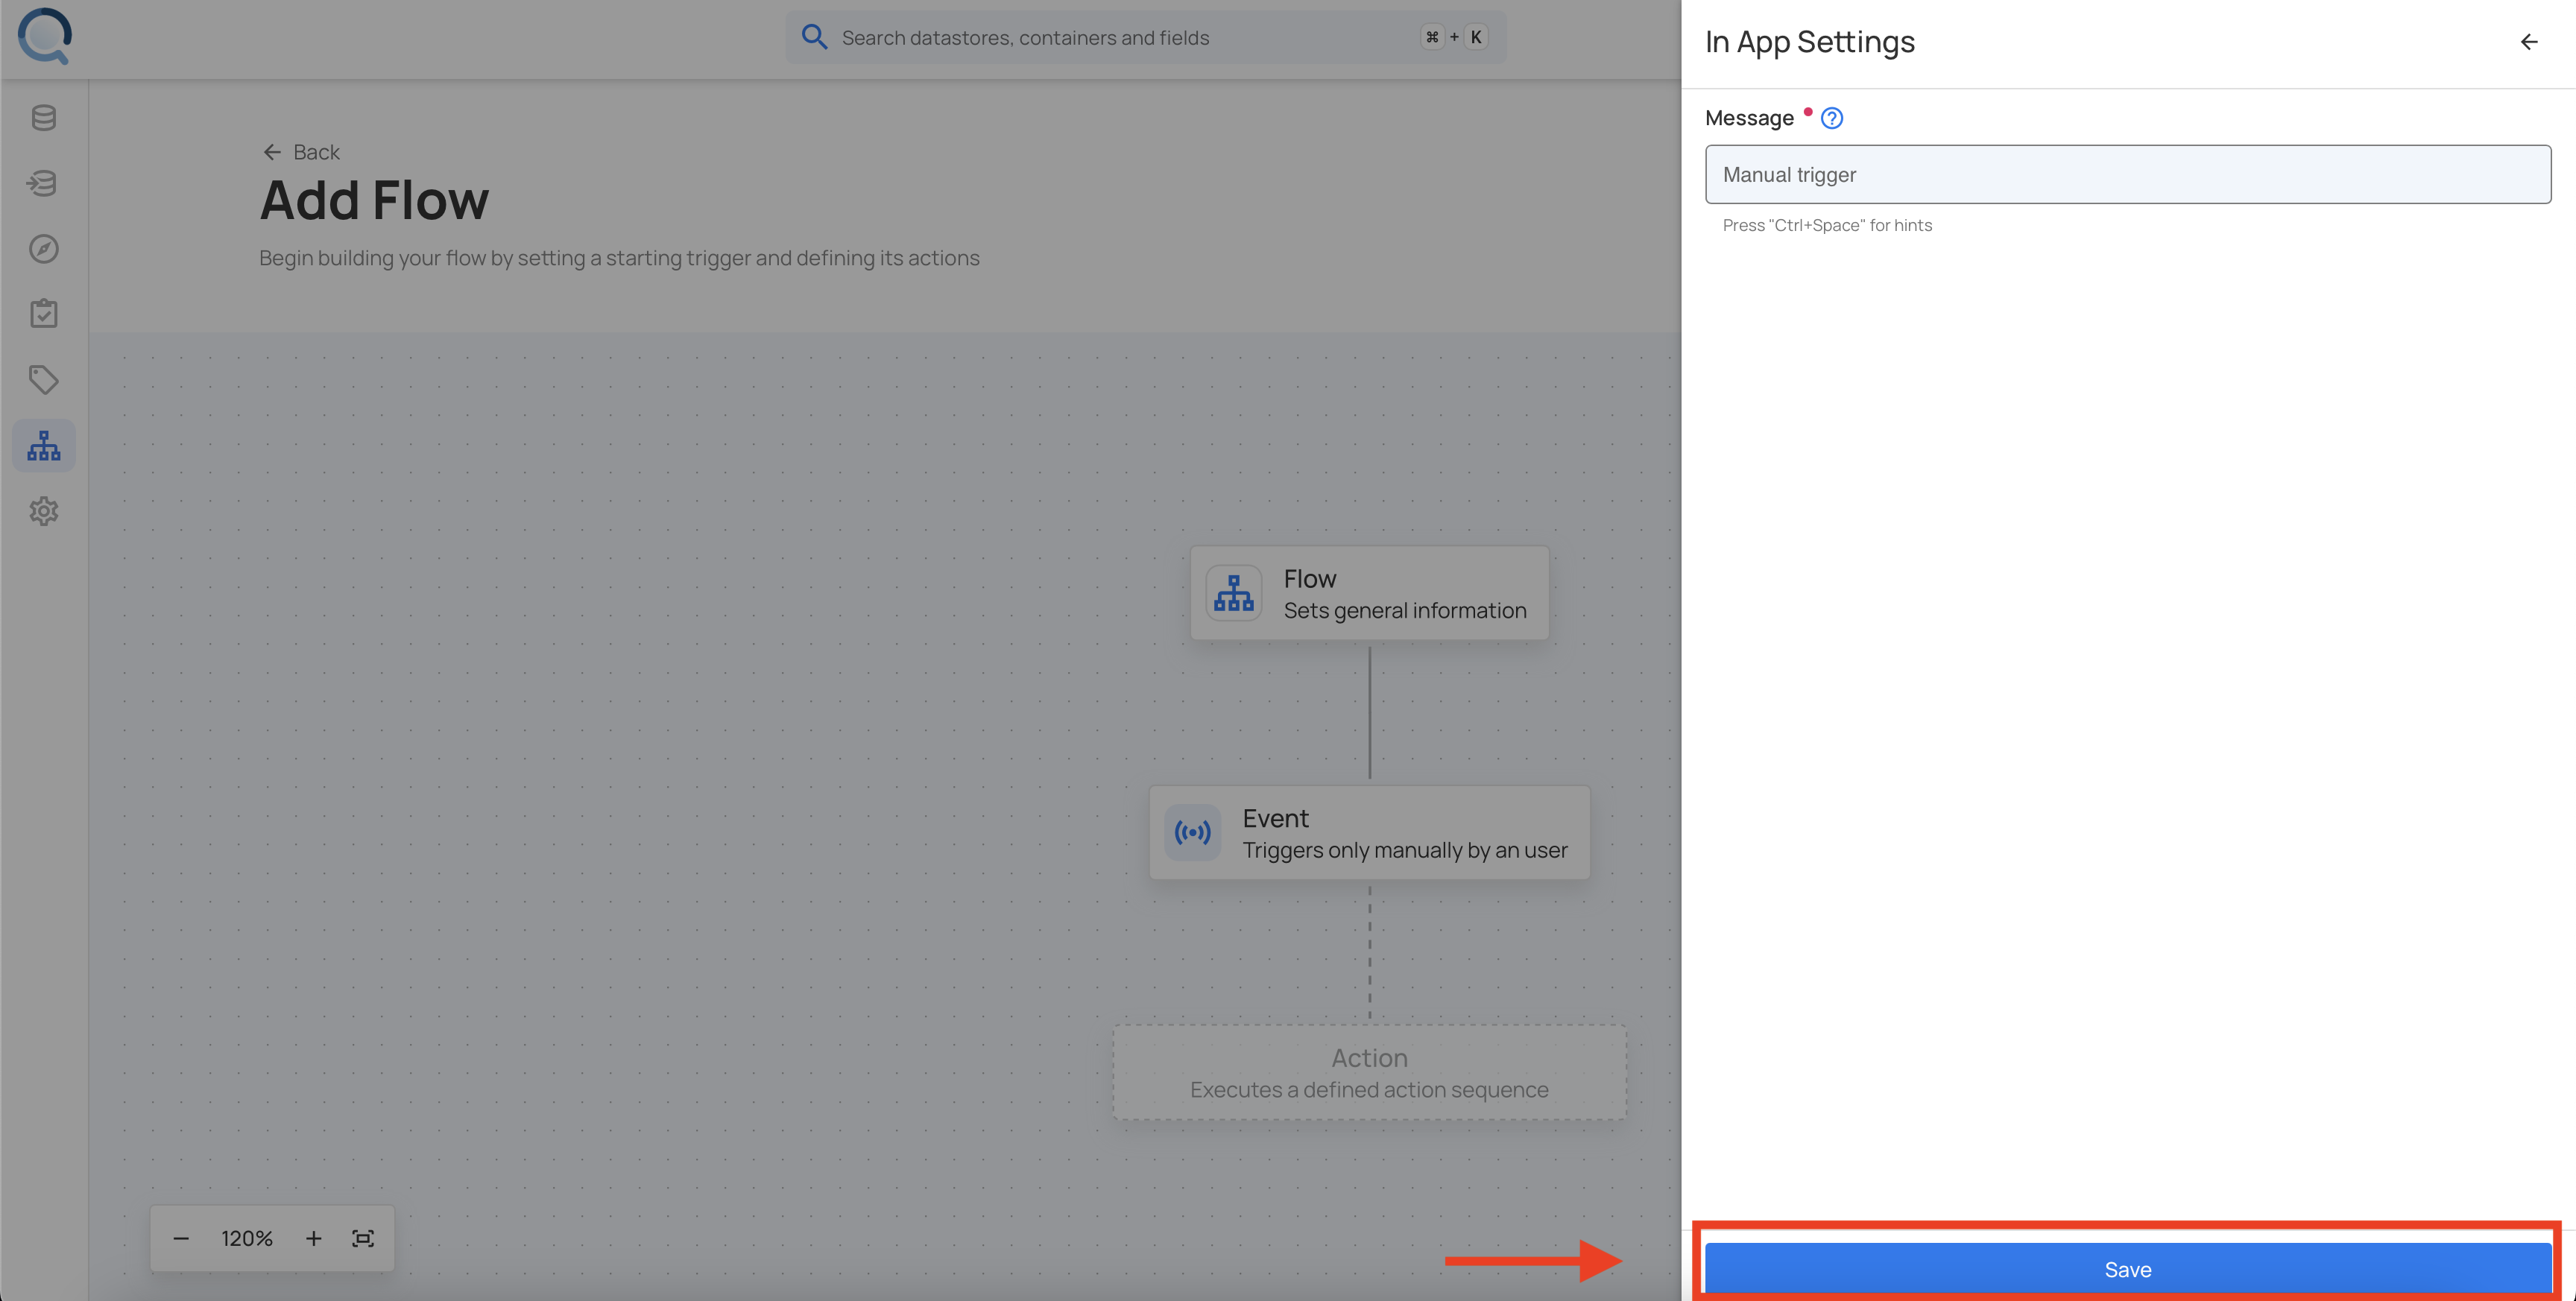 Search datastores, containers and fields
⌘ + K
Back
Add Flow
Begin building your flow by setting a starting trigger and defining its actions
Flow
Sets general information
Event
Triggers only manually by an user
Action
Executes a defined action sequence
120%
In App Settings
Message
Manual trigger
Press "Ctrl+Space" for hints
Save